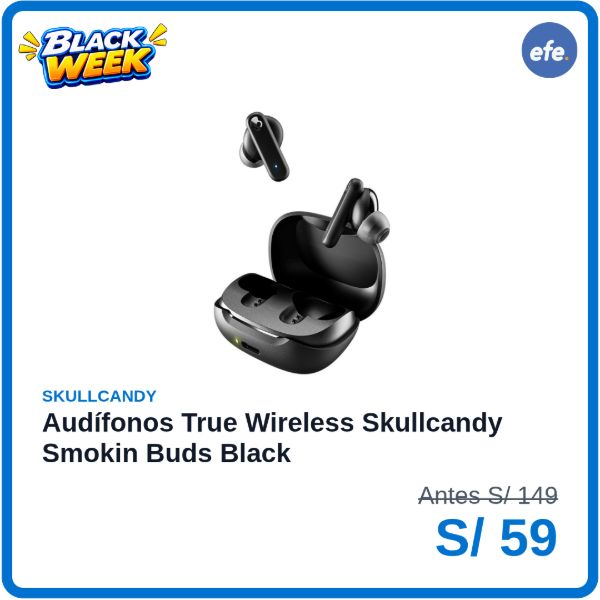 BLACK
WEEK
efe.
SKULLCANDY
Audífonos True Wireless Skullcandy
Smokin Buds Black
Antes S/ 149
S/ 59